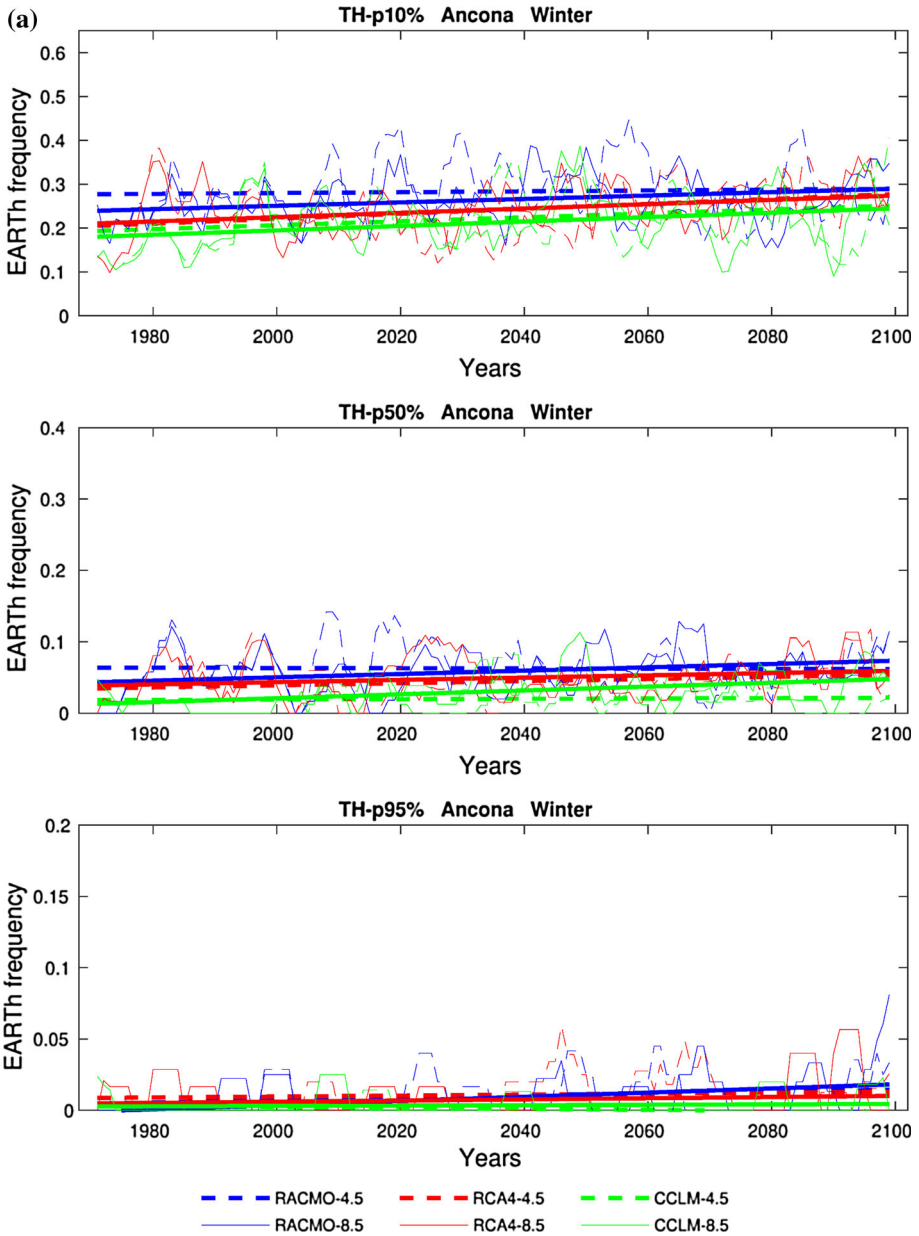 (a)
TH-p10% Ancona Winter
EARTh frequency
0.6
0.5
0.4
0.3
0.2
0.1
0
1980 2000 2020 2040 2060 2080 2100
Years
TH-p50% Ancona Winter
EARTh frequency
0.4
0.3
0.2
0.1
0
1980 2000 2020 2040 2060 2080 2100
Years
TH-p95% Ancona Winter
EARTh frequency
0.2
0.15
0.1
0.05
0
1980 2000 2020 2040 2060 2080 2100
Years
RACMO-4.5 RCA4-4.5 CCLM-4.5
RACMO-8.5 RCA4-8.5 CCLM-8.5